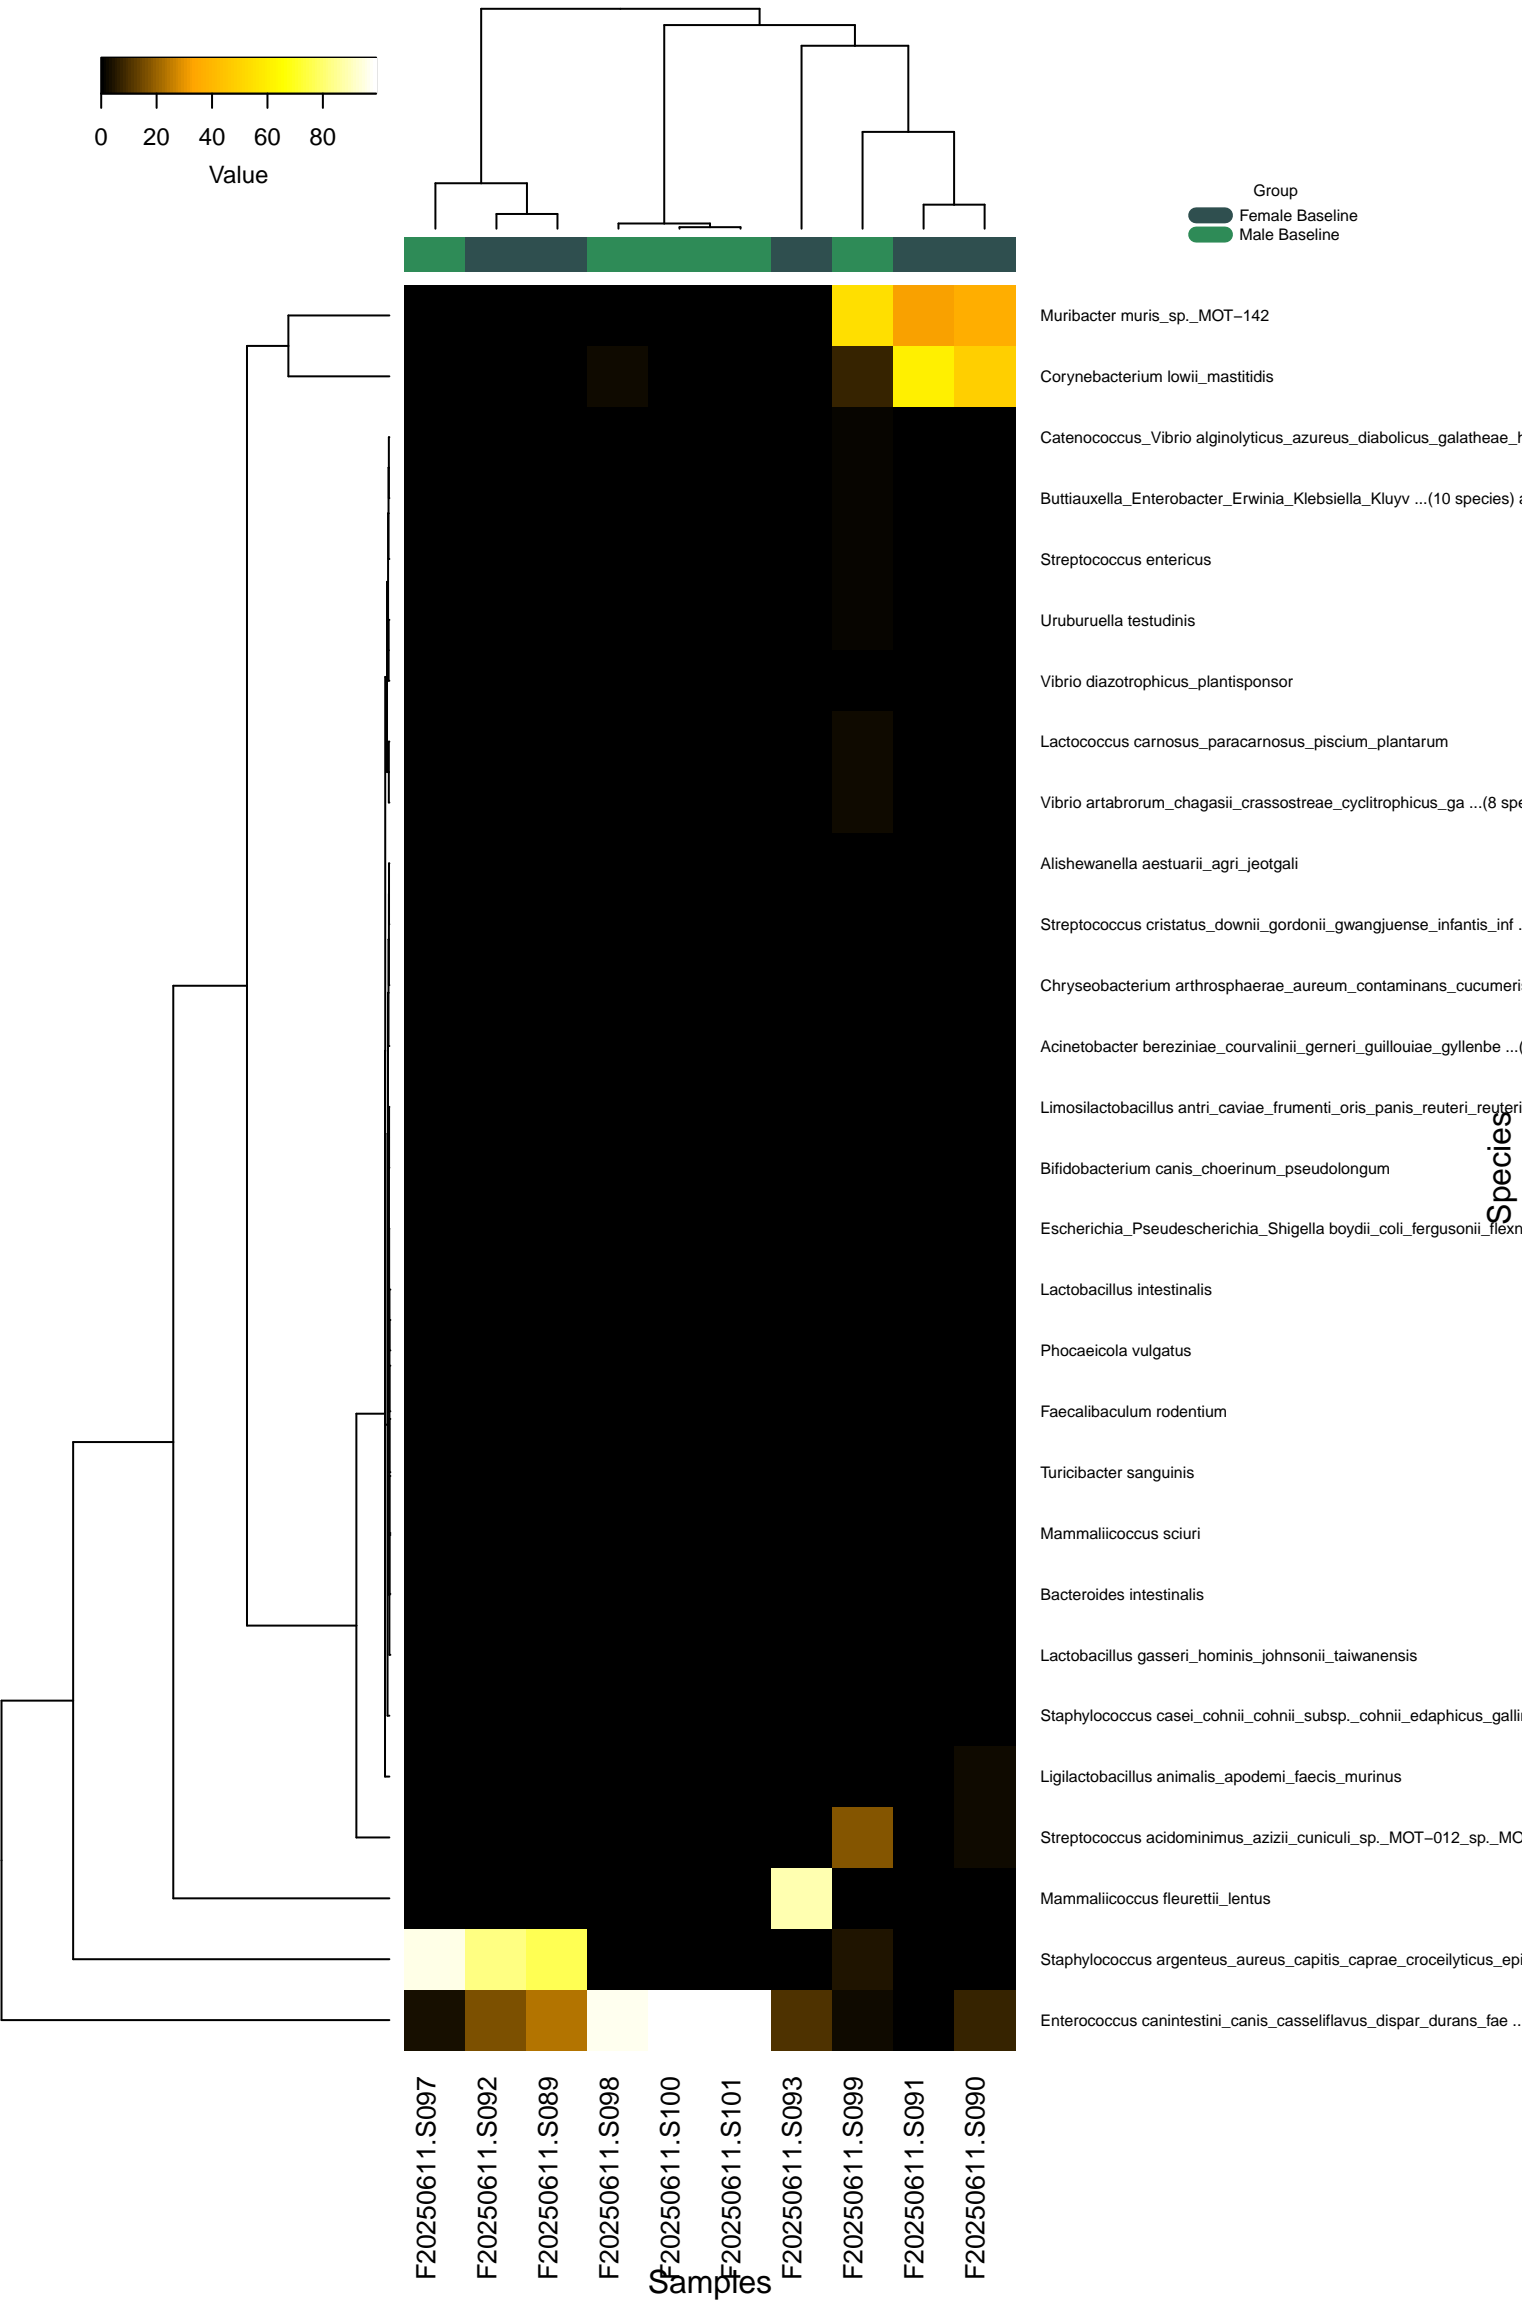 0 20 40 60 80
Value
Group
Female Baseline
Male Baseline
Muribacter muris_sp._MOT−142
Corynebacterium lowii_mastitidis
Catenococcus_Vibrio alginolyticus_azureus_diabolicus_galatheae_h
Buttiauxella_Enterobacter_Erwinia_Klebsiella_Kluyv ...(10 species) a
Streptococcus entericus
Uruburuella testudinis
Vibrio diazotrophicus_plantisponsor
Lactococcus carnosus_paracarnosus_piscium_plantarum
Vibrio artabrorum_chagasii_crassostreae_cyclitrophicus_ga ...(8 spe
Alishewanella aestuarii_agri_jeotgali
Streptococcus cristatus_downii_gordonii_gwangjuense_infantis_inf .
Chryseobacterium arthrosphaerae_aureum_contaminans_cucumeris
Acinetobacter bereziniae_courvalinii_gerneri_guillouiae_gyllenbe ...(
Limosilactobacillus antri_caviae_frumenti_oris_panis_reuteri_reuteri
Bifidobacterium canis_choerinum_pseudolongum
Escherichia_Pseudescherichia_Shigella boydii_coli_fergusonii_flexn
Lactobacillus intestinalis
Phocaeicola vulgatus
Faecalibaculum rodentium
Turicibacter sanguinis
Mammaliicoccus sciuri
Bacteroides intestinalis
Lactobacillus gasseri_hominis_johnsonii_taiwanensis
Staphylococcus casei_cohnii_cohnii_subsp._cohnii_edaphicus_gallin
Ligilactobacillus animalis_apodemi_faecis_murinus
Streptococcus acidominimus_azizii_cuniculi_sp._MOT−012_sp._MO
Mammaliicoccus fleurettii_lentus
Staphylococcus argenteus_aureus_capitis_caprae_croceilyticus_epi
Enterococcus canintestini_canis_casseliflavus_dispar_durans_fae ..
Species
F20250611.S097
F20250611.S092
F20250611.S089
F20250611.S098
F20250611.S100
F20250611.S101
F20250611.S093
F20250611.S099
F20250611.S091
F20250611.S090
Samples